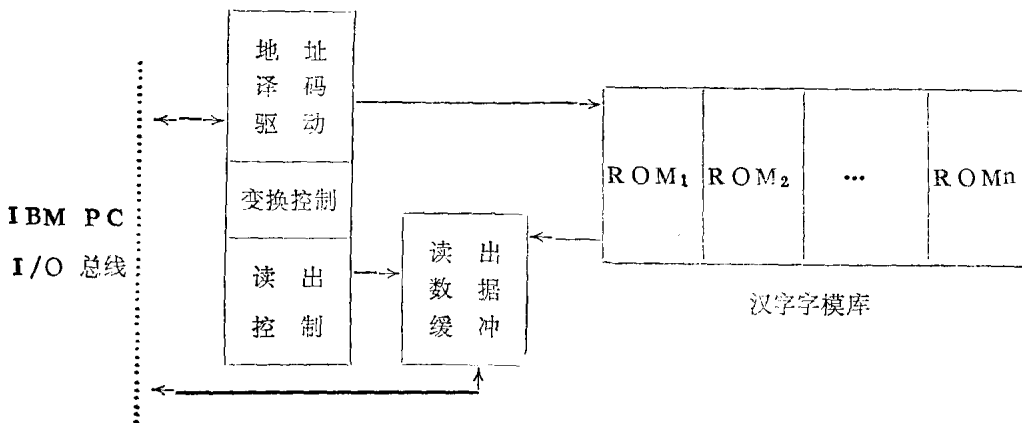 地 址
译 码
驱 动
变换控制
读 出
控 制
IBM PC
I/O 总线
读 出
数 据
缓 冲
ROM₁
ROM₂
...
ROMn
汉字字模库